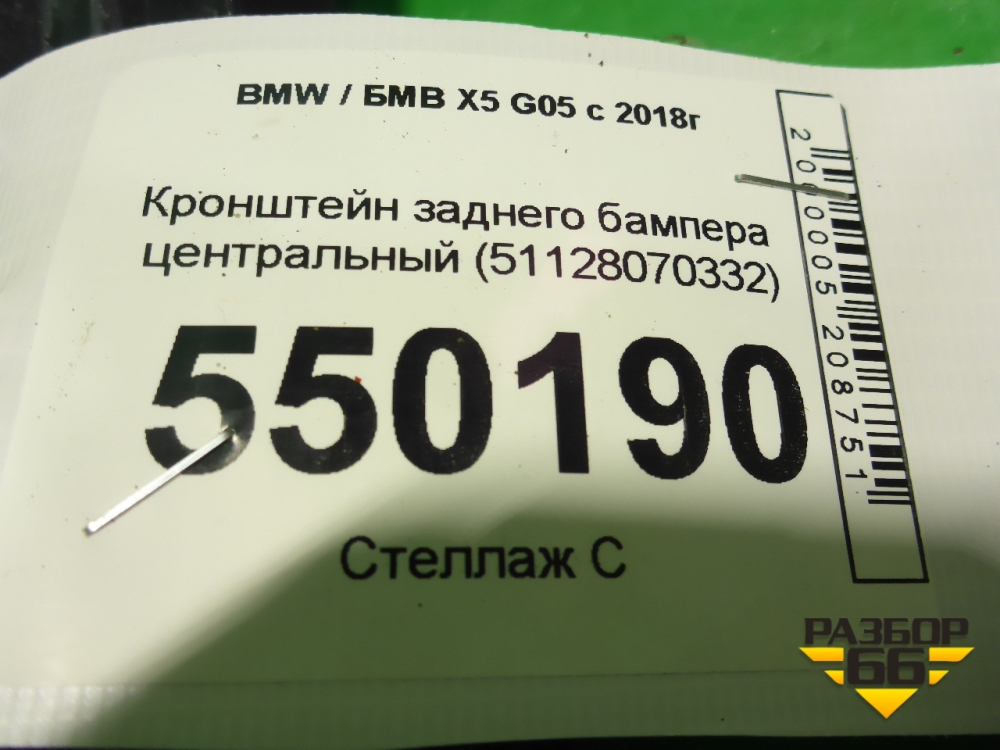 BMW / БМВ X5 G05 с 2018г
Кронштейн заднего бампера
центральный (51128070332)
550190
Стеллаж С
2000005208751
РАЗБОР
66